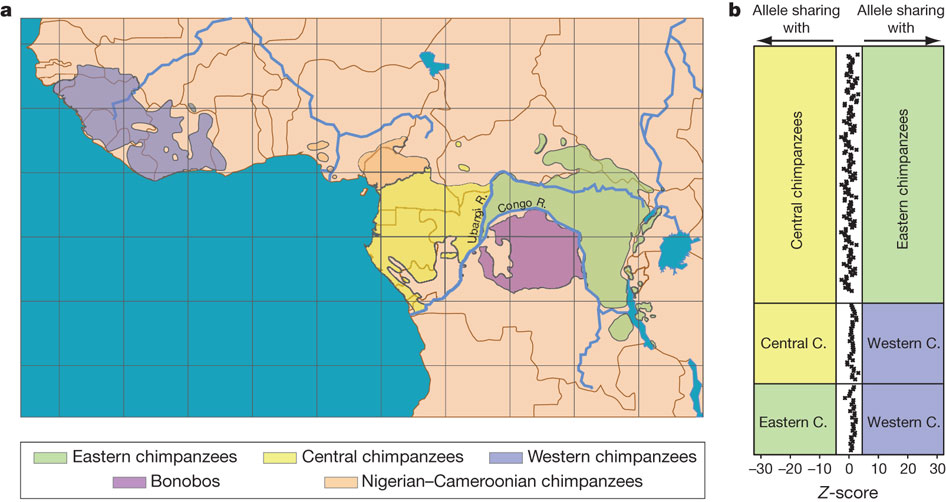 a
Ubangi R.
Congo R.
Eastern chimpanzees
Central chimpanzees
Western chimpanzees
Bonobos
Nigerian–Cameroonian chimpanzees
b
Allele sharing with
Allele sharing with
Central chimpanzees
Eastern chimpanzees
Central C.
Western C.
Eastern C.
Western C.
–30 –20 –10 0 10 20 30
Z-score